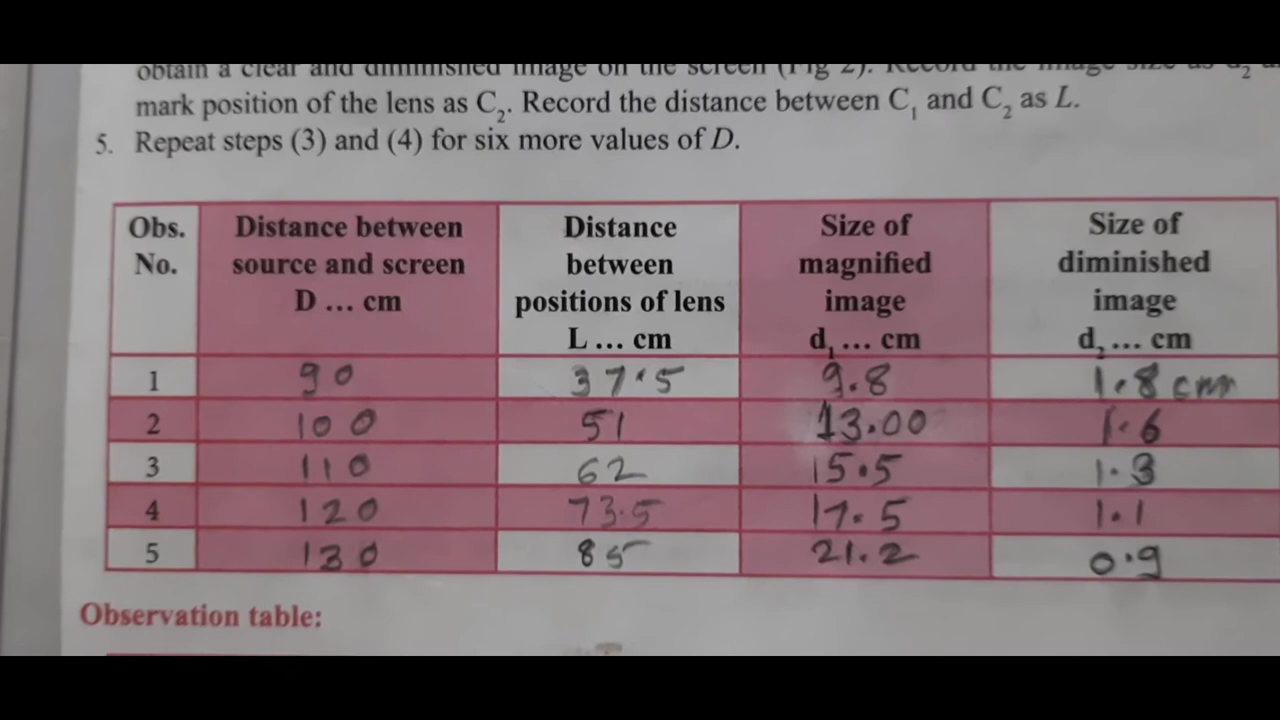 mark position of the lens as C₂. Record the distance between C₁ and C₂ as L.
5. Repeat steps (3) and (4) for six more values of D.
Obs. No. Distance between source and screen D ... cm Distance between positions of lens L ... cm Size of magnified image d₁ ... cm Size of diminished image d₂ ... cm
1 90 37.5 9.8 1.8 cm
2 100 51 13.00 1.6
3 110 62 15.5 1.3
4 120 73.5 17.5 1.1
5 130 85 21.2 0.9
Observation table: